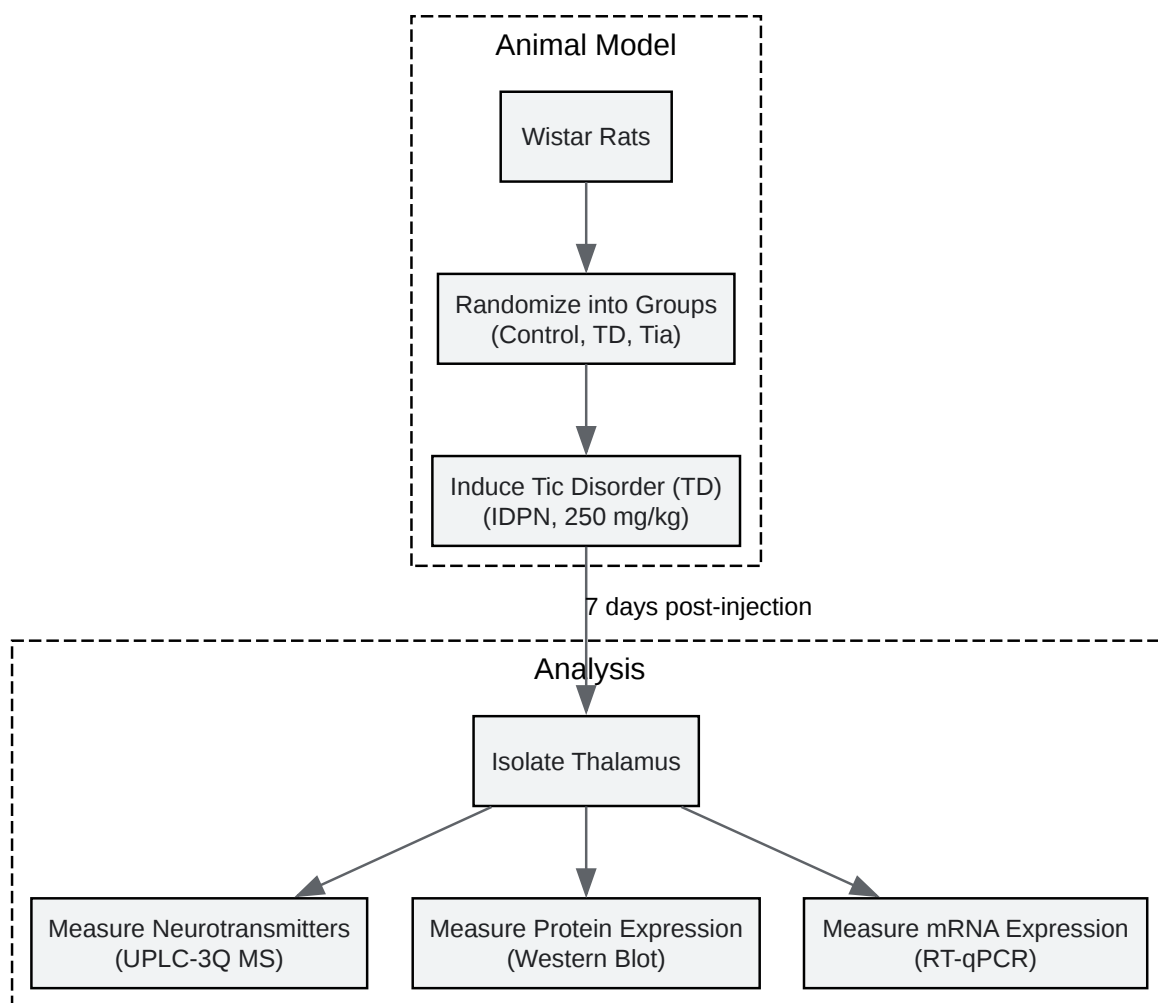 Animal Model
Wistar Rats
Randomize into Groups
(Control, TD, Tia)
Induce Tic Disorder (TD)
(IDPN, 250 mg/kg)
7 days post-injection
Analysis
Isolate Thalamus
Measure Neurotransmitters
(UPLC-3Q MS)
Measure Protein Expression
(Western Blot)
Measure mRNA Expression
(RT-qPCR)